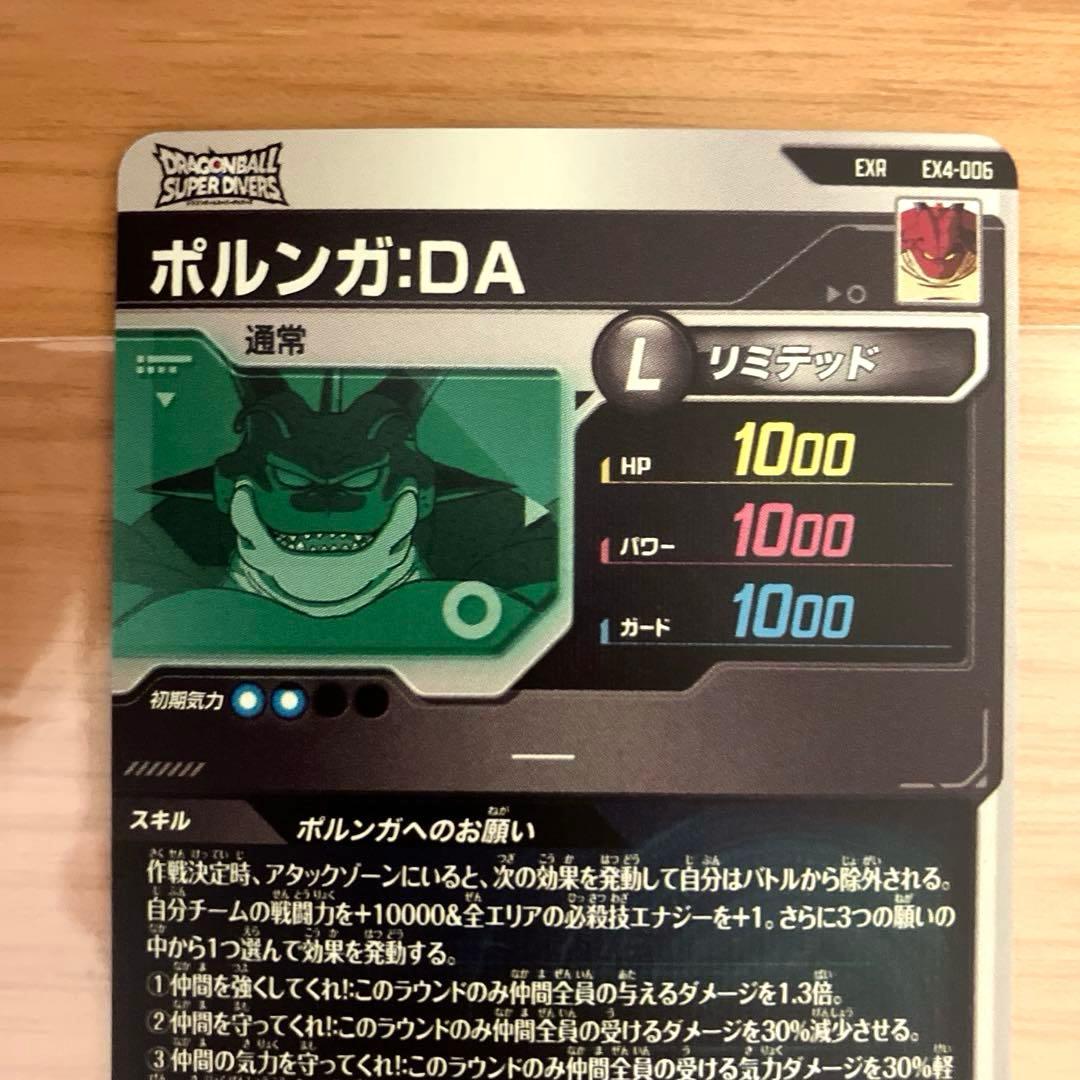 DRAGONBALL
SUPER DIVERS
EXR EX4-006
ポルンガ:DA
通常
L リミテッド
HP 1000
パワー 1000
ガード 1000
初期気力
スキル ポルンガへのお願い
作戦決定時、アタックゾーンにいると、次の効果を発動して自分はバトルから除外される。
自分チームの戦闘力を+10000&全エリアの必殺技エナジーを+1。さらに3つの願いの
中から1つ選んで効果を発動する。
①仲間を強くしてくれ!:このラウンドのみ仲間全員の与えるダメージを1.3倍。
②仲間を守ってくれ!:このラウンドのみ仲間全員の受けるダメージを30%減少させる。
③仲間の気力を守ってくれ!:このラウンドのみ仲間全員の受ける気力ダメージを30%軽